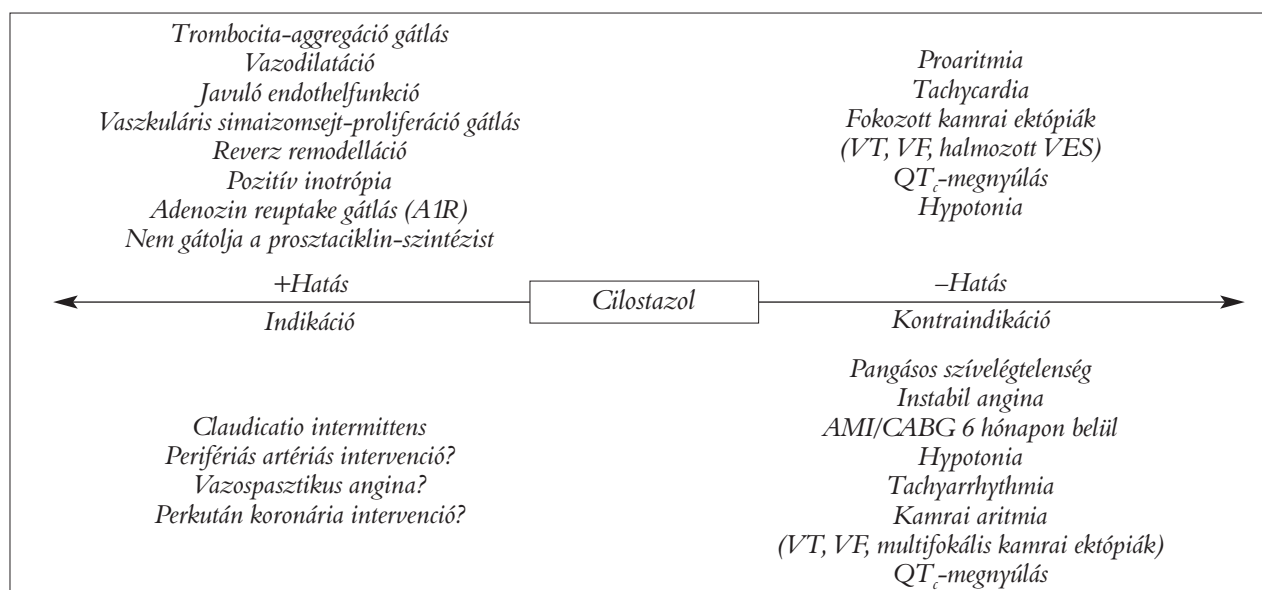 Trombocita-aggregáció gátlás
Vazodilatáció
Javuló endothelfunkció
Vaszkuláris simaizomsejt-proliferáció gátlás
Reverz remodelláció
Pozitív inotrópia
Adenozin reuptake gátlás (A1R)
Nem gátolja a prosztaciklin-szintézist
Proaritmia
Tachycardia
Fokozott kamrai ektópiák
(VT, VF, halmozott VES)
QTc-megnyúlás
Hypotonia
+Hatás
Indikáció
Cilostazol
–Hatás
Kontraindikáció
Claudicatio intermittens
Perifériás artériás intervenció?
Vazospasztikus angina?
Perkután koronária intervenció?
Pangásos szívelégtelenség
Instabil angina
AMI/CABG 6 hónapon belül
Hypotonia
Tachyarrhythmia
Kamrai aritmia
(VT, VF, multifokális kamrai ektópiák)
QTc-megnyúlás